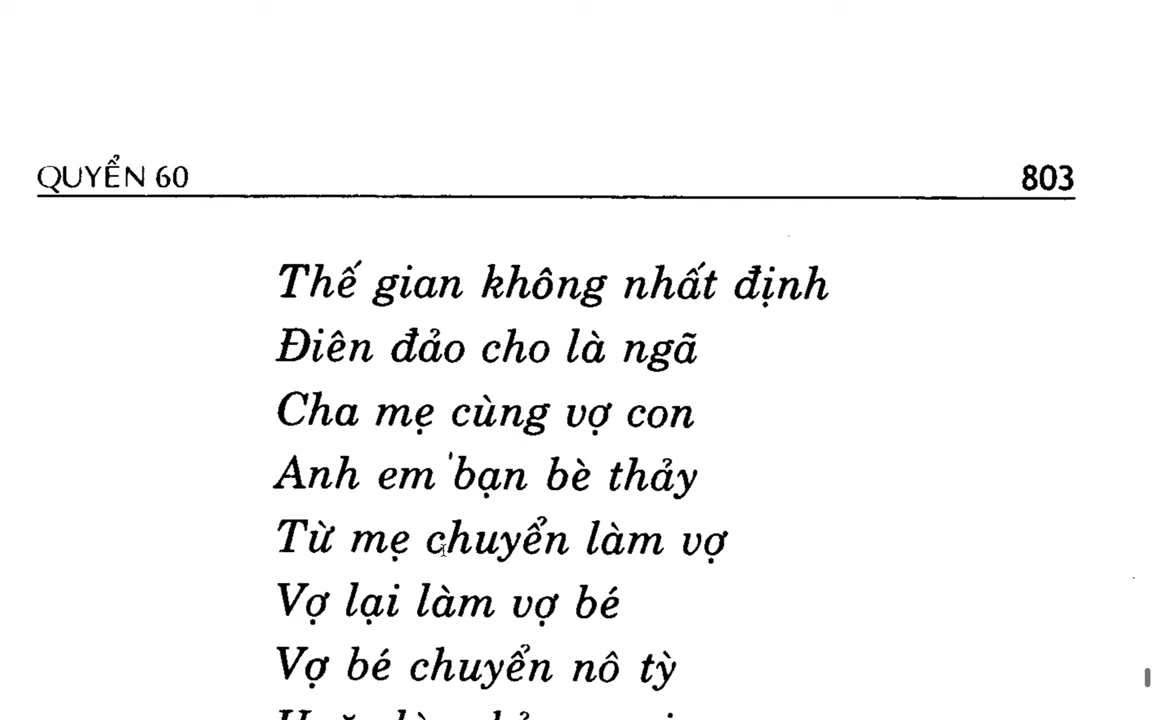 QUYỂN 60 803
Thế gian không nhất định
Điên đảo cho là ngã
Cha mẹ cùng vợ con
Anh em bạn bè thảy
Từ mẹ chuyển làm vợ
Vợ lại làm vợ bé
Vợ bé chuyển nô tỳ